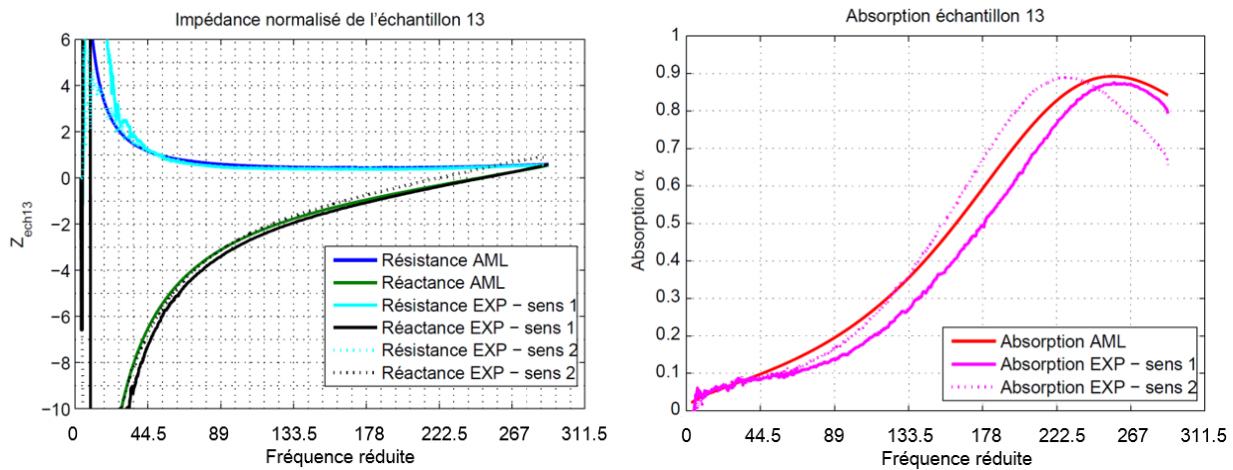 Impédance normalisé de l'échantillon 13
6
4
2
0
−2
−4
−6
−8
−10
Z_ech13
Résistance AML
Réactance AML
Résistance EXP − sens 1
Réactance EXP − sens 1
Résistance EXP − sens 2
Réactance EXP − sens 2
0 44.5 89 133.5 178 222.5 267 311.5
Fréquence réduite
Absorption échantillon 13
1
0.9
0.8
0.7
0.6
0.5
0.4
0.3
0.2
0.1
0
Absorption α
Absorption AML
Absorption EXP − sens 1
Absorption EXP − sens 2
0 44.5 89 133.5 178 222.5 267 311.5
Fréquence réduite